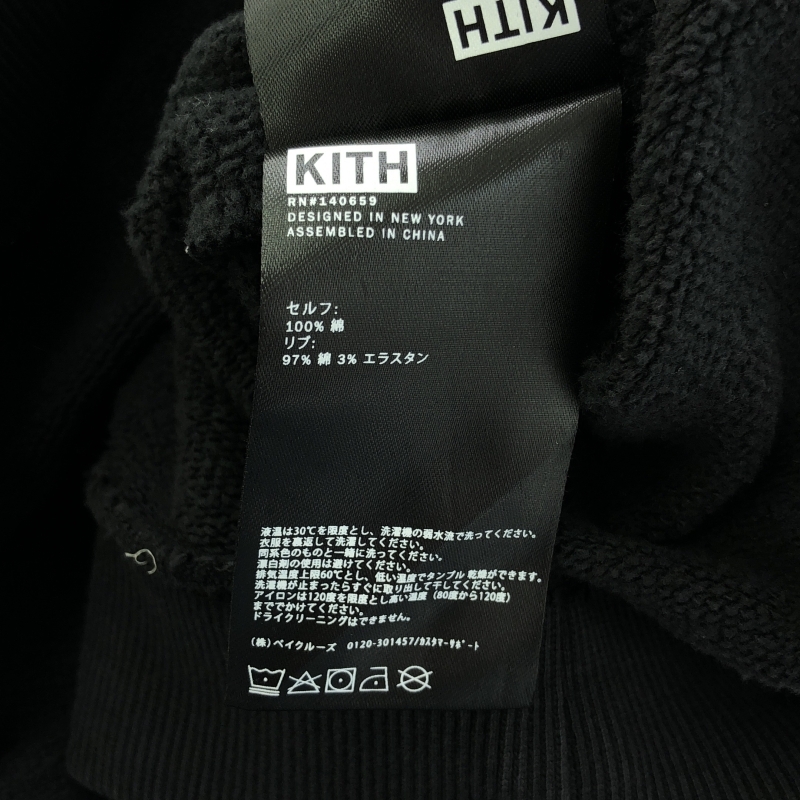 KITH
KITH
RN#140659
DESIGNED IN NEW YORK
ASSEMBLED IN CHINA
セルフ:
100% 綿
リブ:
97% 綿 3% エラスタン
液温は30℃を限度とし、洗濯機の弱水流で洗ってください。
衣服を裏返して洗濯してください。
同系色のものと一緒に洗ってください。
漂白剤の使用は避けてください。
排気温度上限60℃とし、低い温度でタンブル 乾燥ができます。
洗濯機が止まったらすぐに取り出して干してください。
アイロンは120度を限度とし高い温度（80度から120度）
まででかけてください。
ドライクリーニングはできません。
(株)ベイクルーズ 0120-301457/ｶｽﾀﾏｰｻﾎﾟｰﾄ